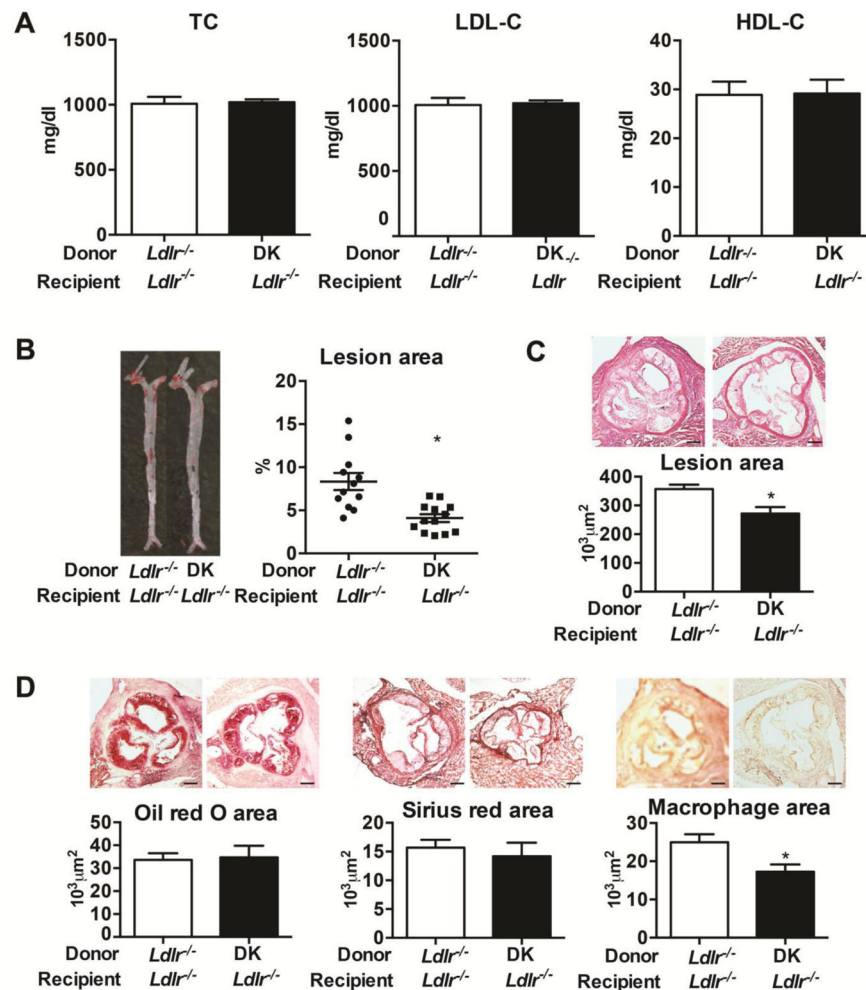 A
TC
mg/dl
1500
1000
500
0
Donor Ldlr-/- DK
Recipient Ldlr-/- Ldlr-/-
LDL-C
mg/dl
1500
1000
500
0
Donor Ldlr-/- DK-/-
Recipient Ldlr-/- Ldlr
HDL-C
mg/dl
40
30
20
10
0
Donor Ldlr-/- DK
Recipient Ldlr-/- Ldlr-/-
B
Donor Ldlr-/- DK
Recipient Ldlr-/- Ldlr-/-
Lesion area
%
20
15
10
5
0
*
Donor Ldlr-/- DK
Recipient Ldlr-/- Ldlr-/-
C
Lesion area
10³µm²
400
300
200
100
0
*
Donor Ldlr-/- DK
Recipient Ldlr-/- Ldlr-/-
D
Oil red O area
10³µm²
50
40
30
20
10
0
Donor Ldlr-/- DK
Recipient Ldlr-/- Ldlr-/-
Sirius red area
10³µm²
20
15
10
5
0
Donor Ldlr-/- DK
Recipient Ldlr-/- Ldlr-/-
Macrophage area
10³µm²
30
20
10
0
*
Donor Ldlr-/- DK
Recipient Ldlr-/- Ldlr-/-